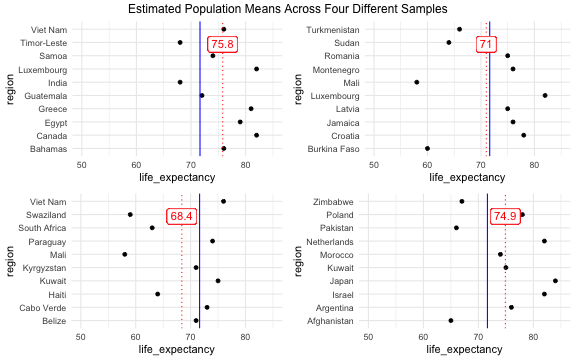 Estimated Population Means Across Four Different Samples
region
Viet Nam
Timor-Leste
Samoa
Luxembourg
India
Guatemala
Greece
Egypt
Canada
Bahamas
75.8
50 60 70 80
life_expectancy
region
Turkmenistan
Sudan
Romania
Montenegro
Mali
Luxembourg
Latvia
Jamaica
Croatia
Burkina Faso
71
50 60 70 80
life_expectancy
region
Viet Nam
Swaziland
South Africa
Paraguay
Mali
Kyrgyzstan
Kuwait
Haiti
Cabo Verde
Belize
68.4
50 60 70 80
life_expectancy
region
Zimbabwe
Poland
Pakistan
Netherlands
Morocco
Kuwait
Japan
Israel
Argentina
Afghanistan
74.9
50 60 70 80
life_expectancy